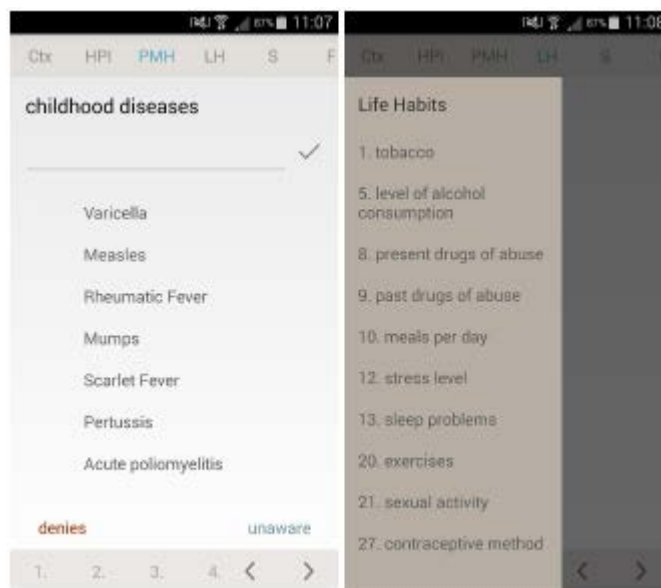 87% 11:07
Ctx HPI PMH LH S F
childhood diseases
Varicella
Measles
Rheumatic Fever
Mumps
Scarlet Fever
Pertussis
Acute poliomyelitis
denies unaware
1. 2. 3. 4.
87% 11:08
Ctx HPI PMH LH S
Life Habits
1. tobacco
5. level of alcohol
consumption
8. present drugs of abuse
9. past drugs of abuse
10. meals per day
12. stress level
13. sleep problems
20. exercises
21. sexual activity
27. contraceptive method